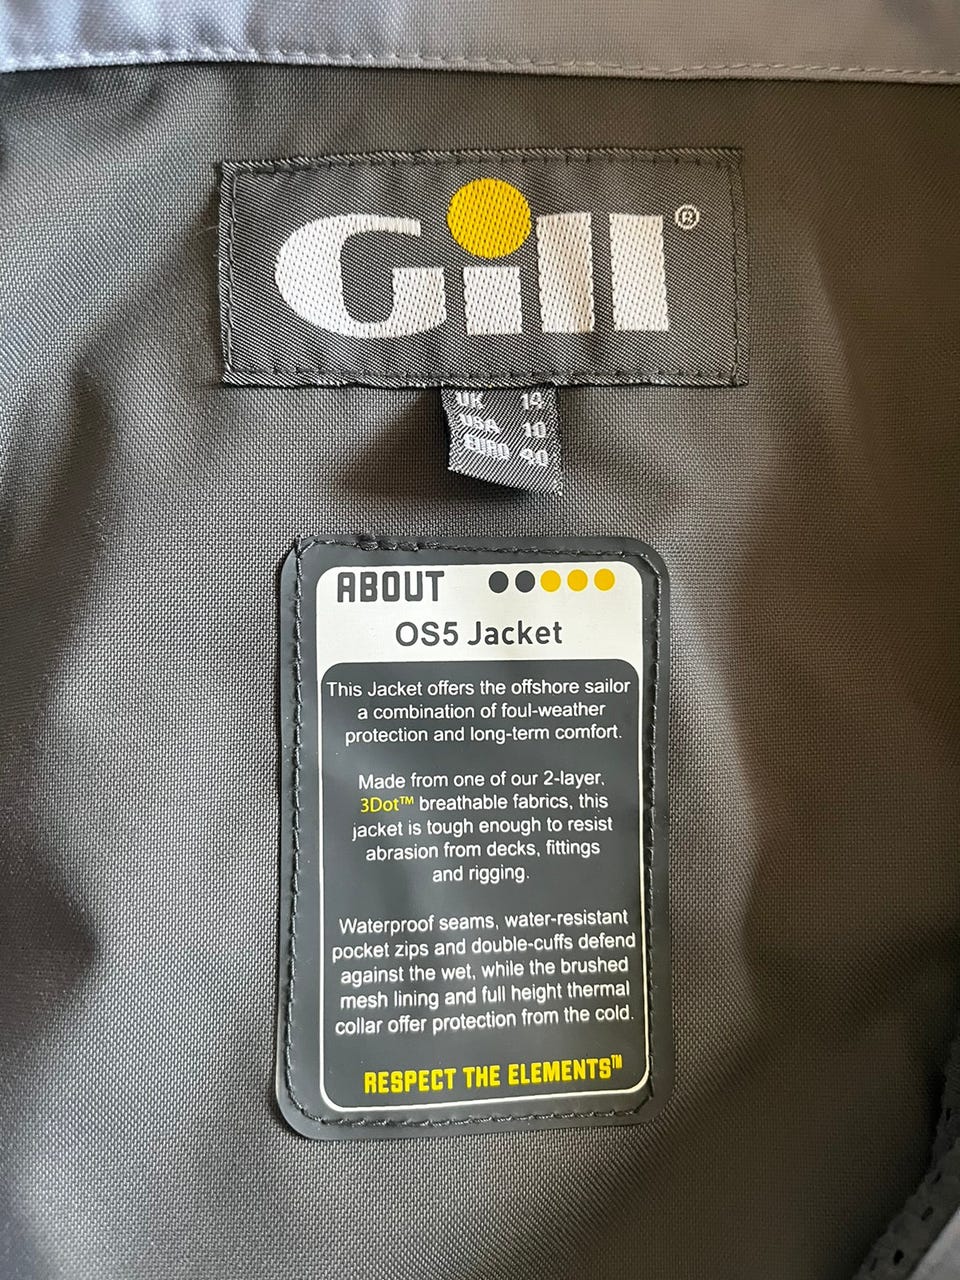 Gill®
UK 14
USA 10
EURO 40
ABOUT
OS5 Jacket
This Jacket offers the offshore sailor
a combination of foul-weather
protection and long-term comfort.
Made from one of our 2-layer,
3Dot™ breathable fabrics, this
jacket is tough enough to resist
abrasion from decks, fittings
and rigging.
Waterproof seams, water-resistant
pocket zips and double-cuffs defend
against the wet, while the brushed
mesh lining and full height thermal
collar offer protection from the cold.
RESPECT THE ELEMENTS™